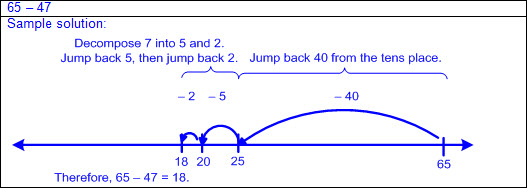 65 – 47
Sample solution:
Decompose 7 into 5 and 2.
Jump back 5, then jump back 2. Jump back 40 from the tens place.
– 2 – 5 – 40
18 20 25 65
Therefore, 65 – 47 = 18.